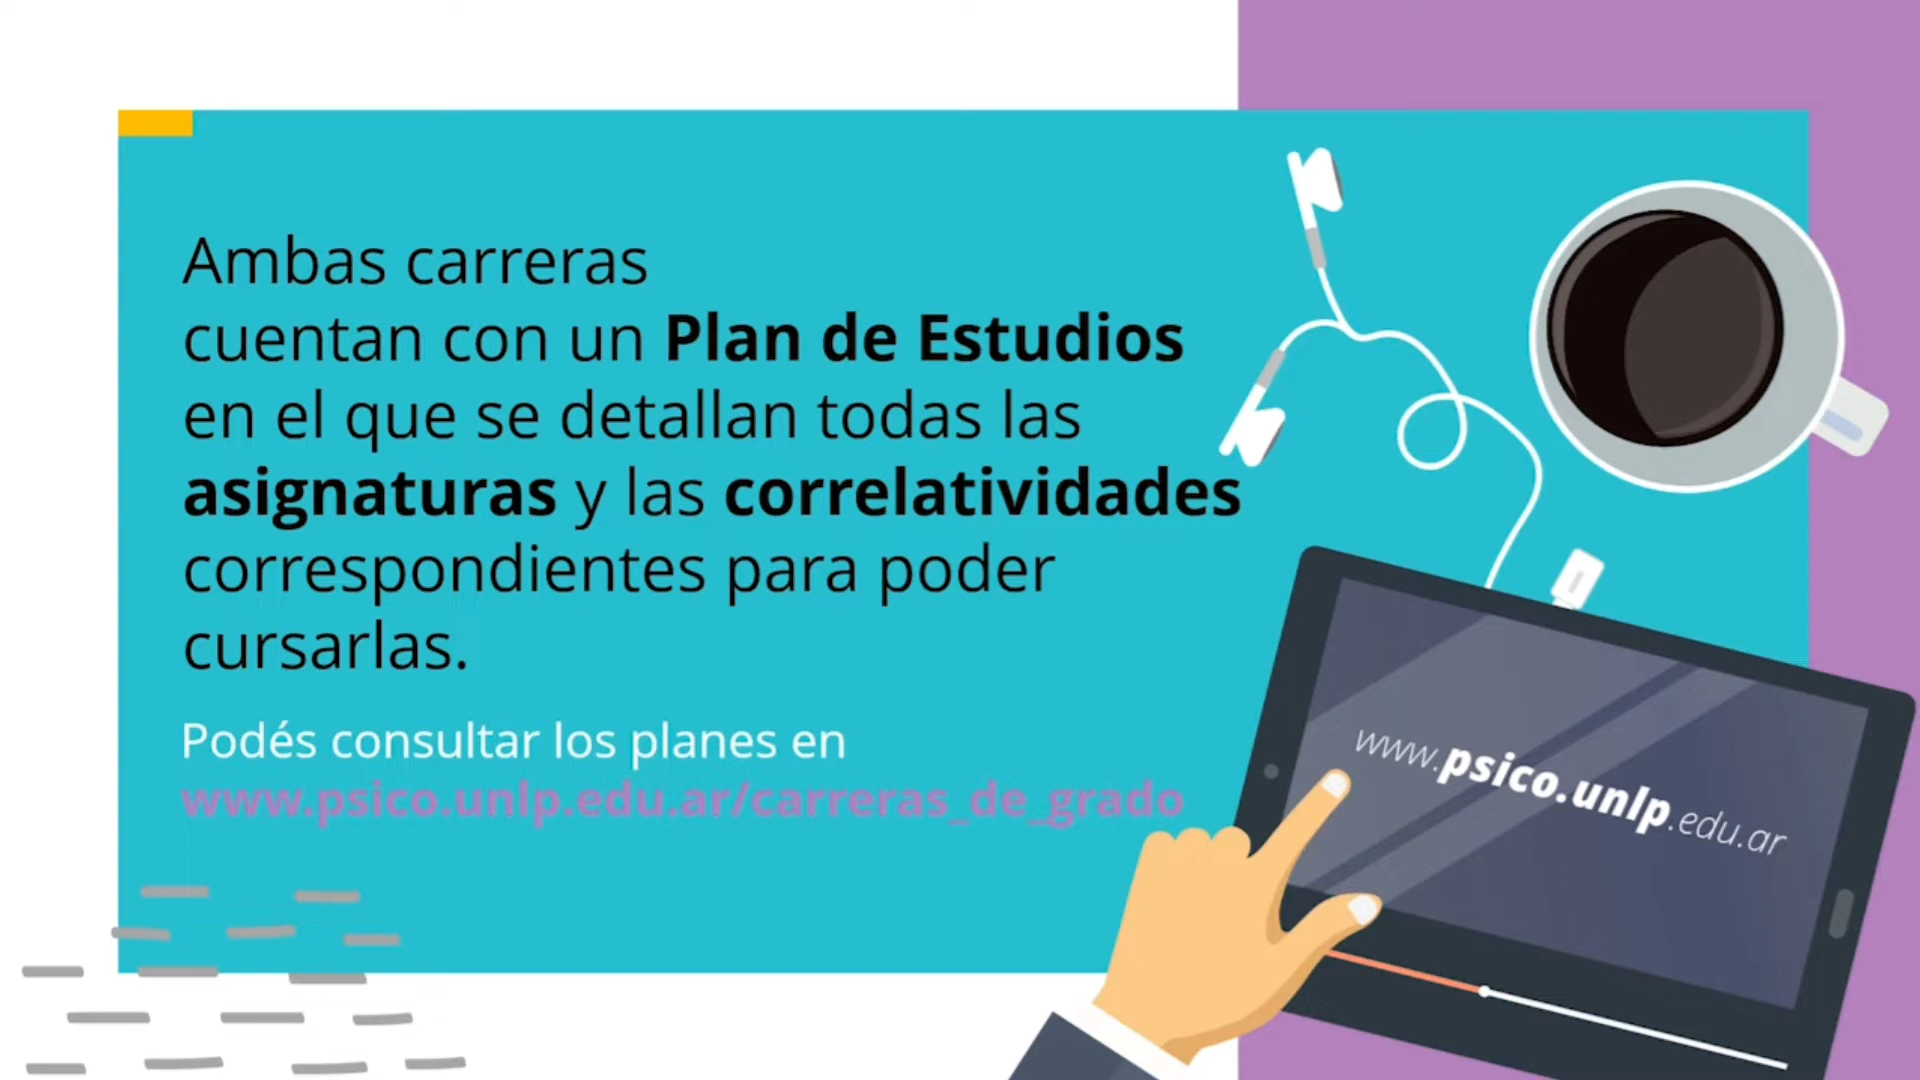 Ambas carreras
cuentan con un Plan de Estudios
en el que se detallan todas las
asignaturas y las correlatividades
correspondientes para poder
cursarlas.
Podés consultar los planes en
www.psico.unlp.edu.ar/carreras_de_grado
www.psico.unlp.edu.ar